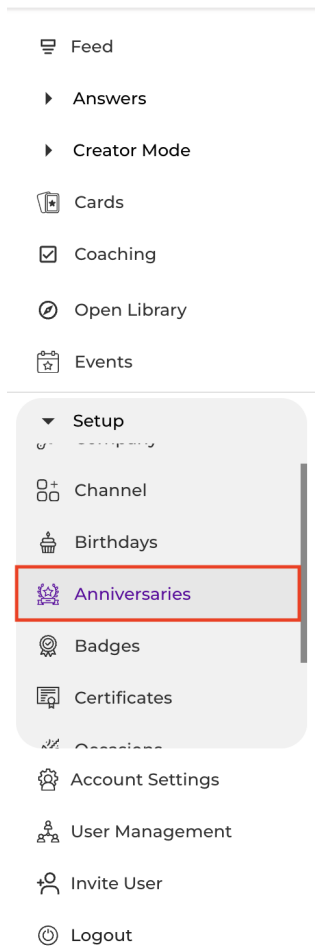 Feed
Answers
Creator Mode
Cards
Coaching
Open Library
Events
Setup
Channel
Birthdays
Anniversaries
Badges
Certificates
Occasions
Account Settings
User Management
Invite User
Logout